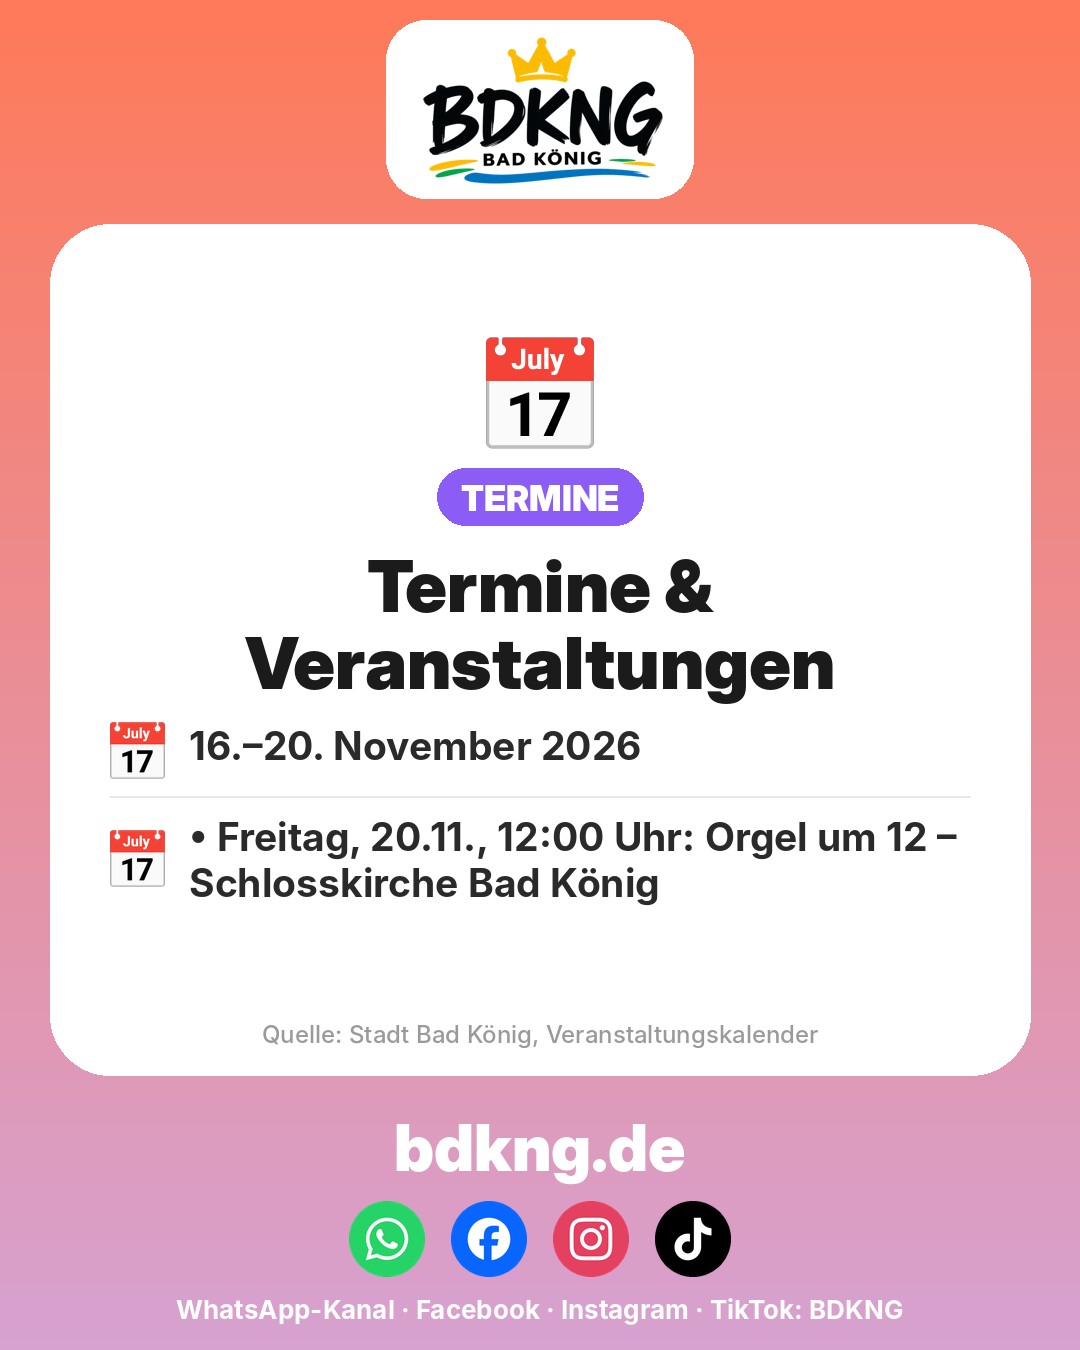 BDKNG
BAD KÖNIG
July
17
TERMINE
Termine &
Veranstaltungen
July
17
16.–20. November 2026
July
17
• Freitag, 20.11., 12:00 Uhr: Orgel um 12 –
Schlosskirche Bad König
Quelle: Stadt Bad König, Veranstaltungskalender
bdkng.de
WhatsApp-Kanal · Facebook · Instagram · TikTok: BDKNG